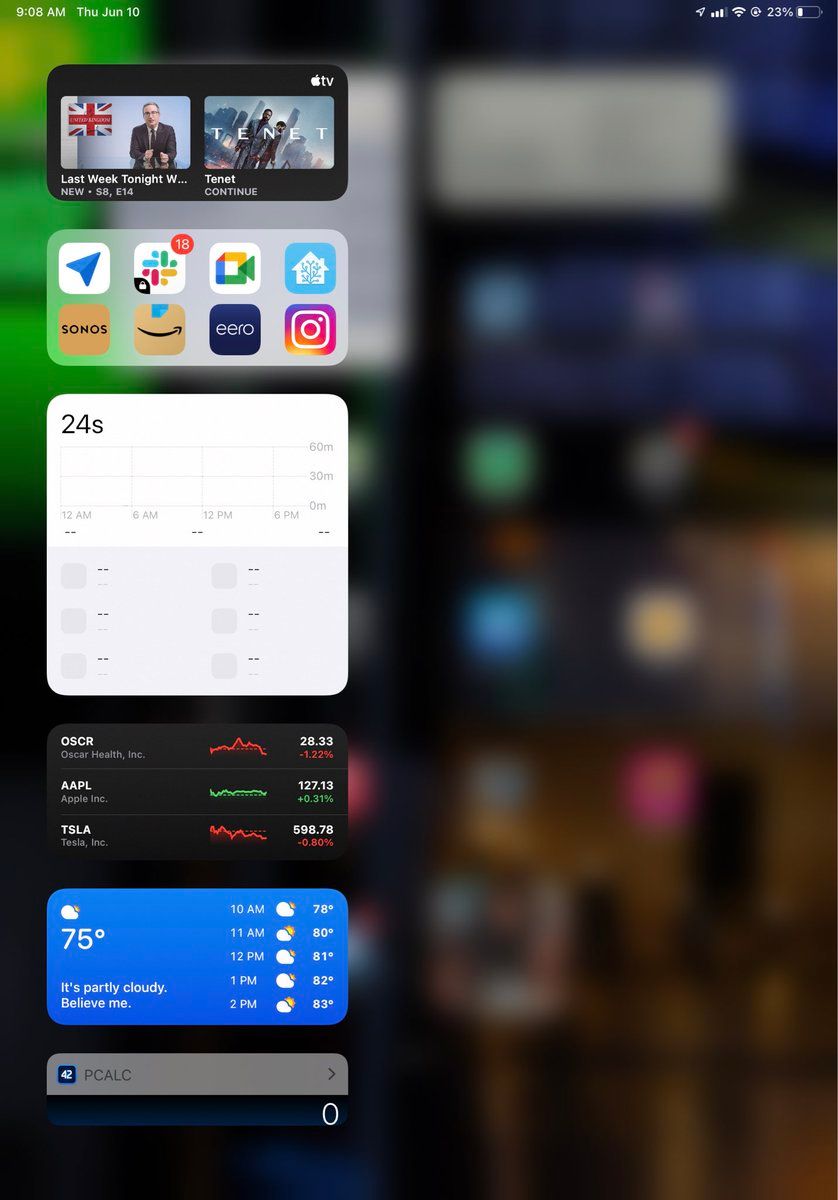 9:08 AM Thu Jun 10
23%
tv
UNITED KINGDOM
TENET
Last Week Tonight W... Tenet
NEW • S8, E14 CONTINUE
18
SONOS
eero
24s
60m
30m
0m
12 AM 6 AM 12 PM 6 PM
-- -- --
-- --
-- --
-- --
-- --
-- --
-- --
OSCR 28.33
Oscar Health, Inc. -1.22%
AAPL 127.13
Apple Inc. +0.31%
TSLA 598.78
Tesla, Inc. -0.80%
10 AM 78°
75° 11 AM 80°
12 PM 81°
It's partly cloudy. 1 PM 82°
Believe me. 2 PM 83°
42 PCALC
0